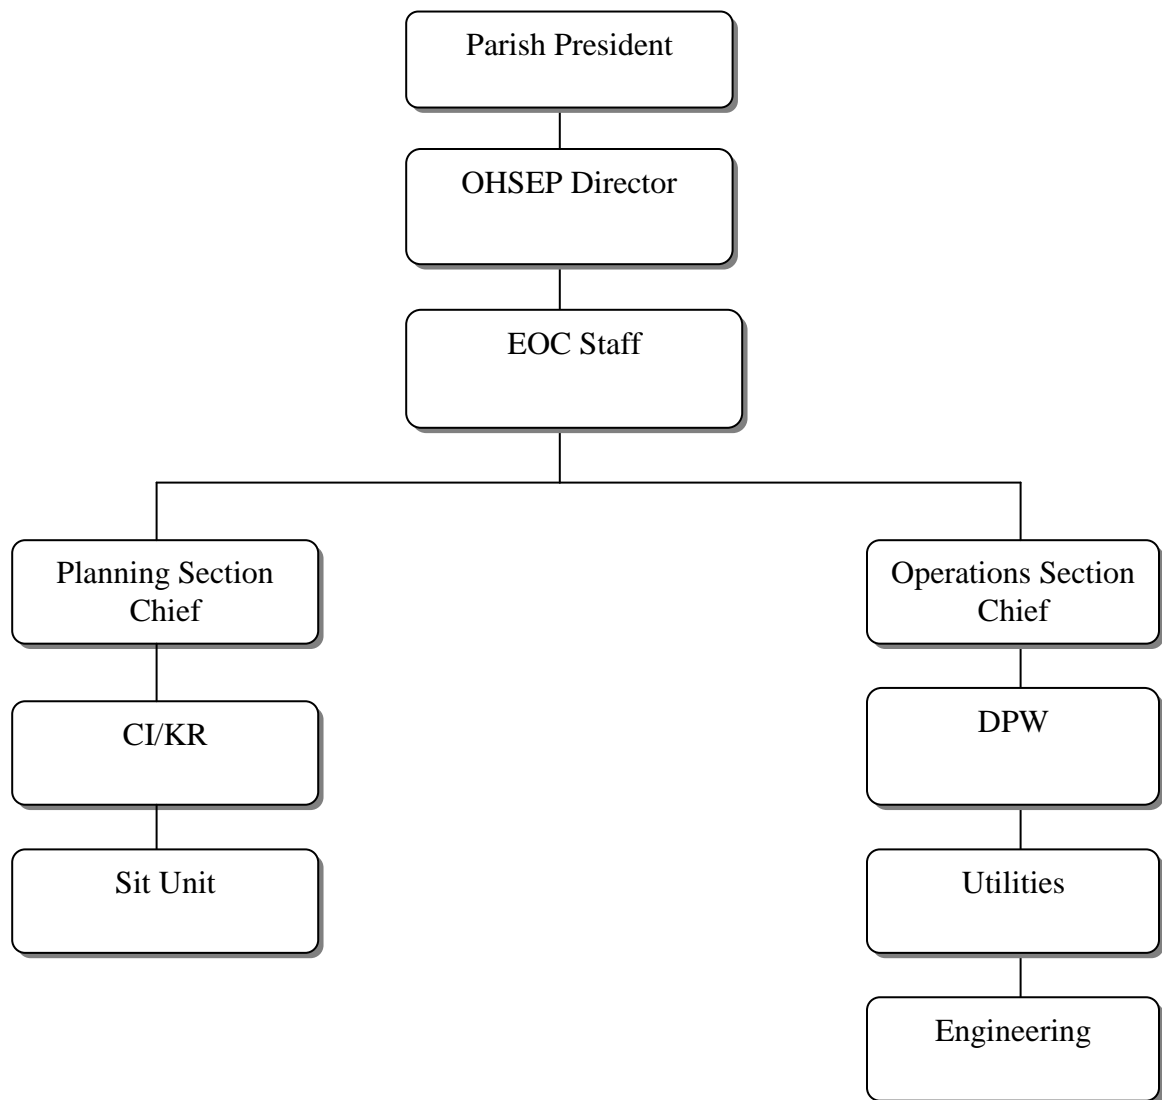 Parish President
OHSEP Director
EOC Staff
Planning Section
Chief
Operations Section
Chief
CI/KR
DPW
Sit Unit
Utilities
Engineering